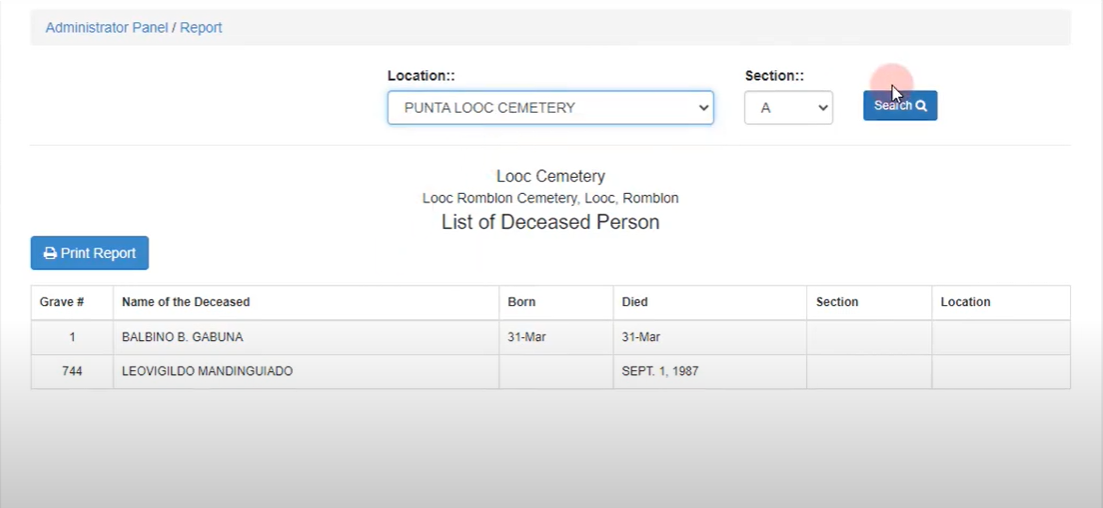 Administrator Panel / Report
Location:: Section::
PUNTA LOOC CEMETERY A Search
Looc Cemetery
Looc Romblon Cemetery, Looc, Romblon
List of Deceased Person
Print Report
Grave # Name of the Deceased Born Died Section Location
1 BALBINO B. GABUNA 31-Mar 31-Mar
744 LEOVIGILDO MANDINGUIADO SEPT. 1, 1987